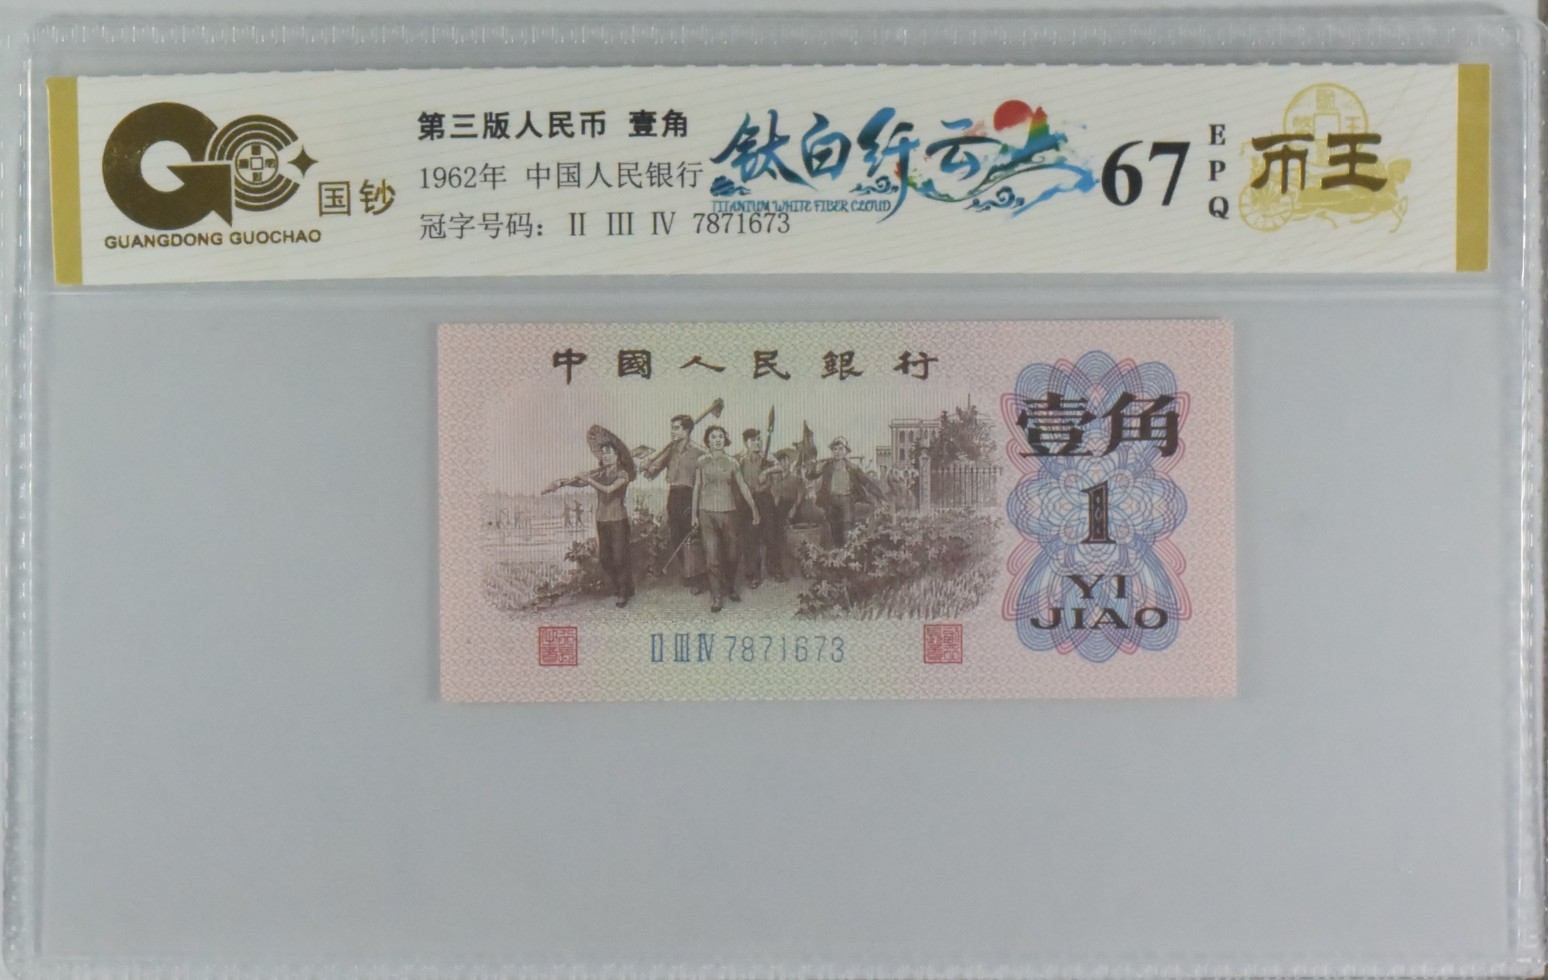 国钞
GUANGDONG GUOCHAO
第三版人民币 壹角
1962年 中国人民银行
冠字号码: Ⅱ Ⅲ Ⅳ 7871673
钛白纤云
TITANIUM WHITE FIBER CLOUD
67
EPQ
币王
中國人民銀行
壹角
1
YI
JIAO
Ⅱ Ⅲ Ⅳ 7871673